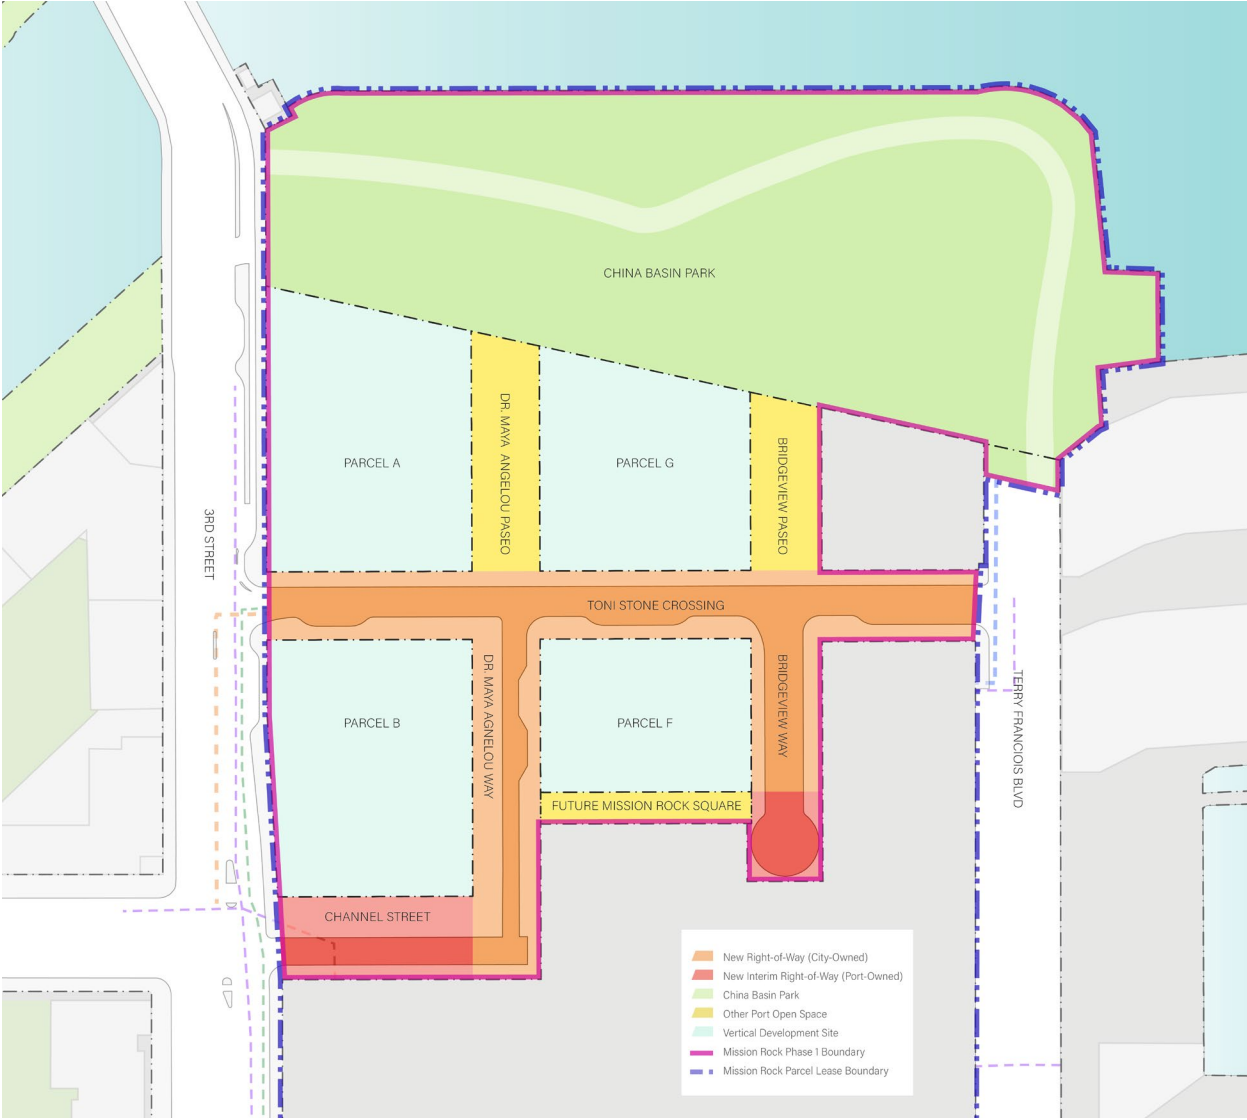 CHINA BASIN PARK
PARCEL A
DR. MAYA ANGELOU PASEO
PARCEL G
BRIDGEVIEW PASEO
3RD STREET
TONI STONE CROSSING
PARCEL B
DR. MAYA AGNELOU WAY
PARCEL F
BRIDGEVIEW WAY
TERRY FRANCIOIS BLVD
FUTURE MISSION ROCK SQUARE
CHANNEL STREET
New Right-of-Way (City-Owned)
New Interim Right-of-Way (Port-Owned)
China Basin Park
Other Port Open Space
Vertical Development Site
Mission Rock Phase 1 Boundary
Mission Rock Parcel Lease Boundary